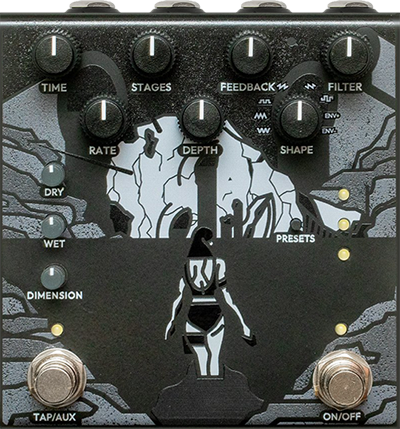 TIME STAGES FEEDBACK FILTER
RATE DEPTH SHAPE
ENV+
ENV-
DRY
WET
PRESETS
DIMENSION
TAP/AUX ON/OFF